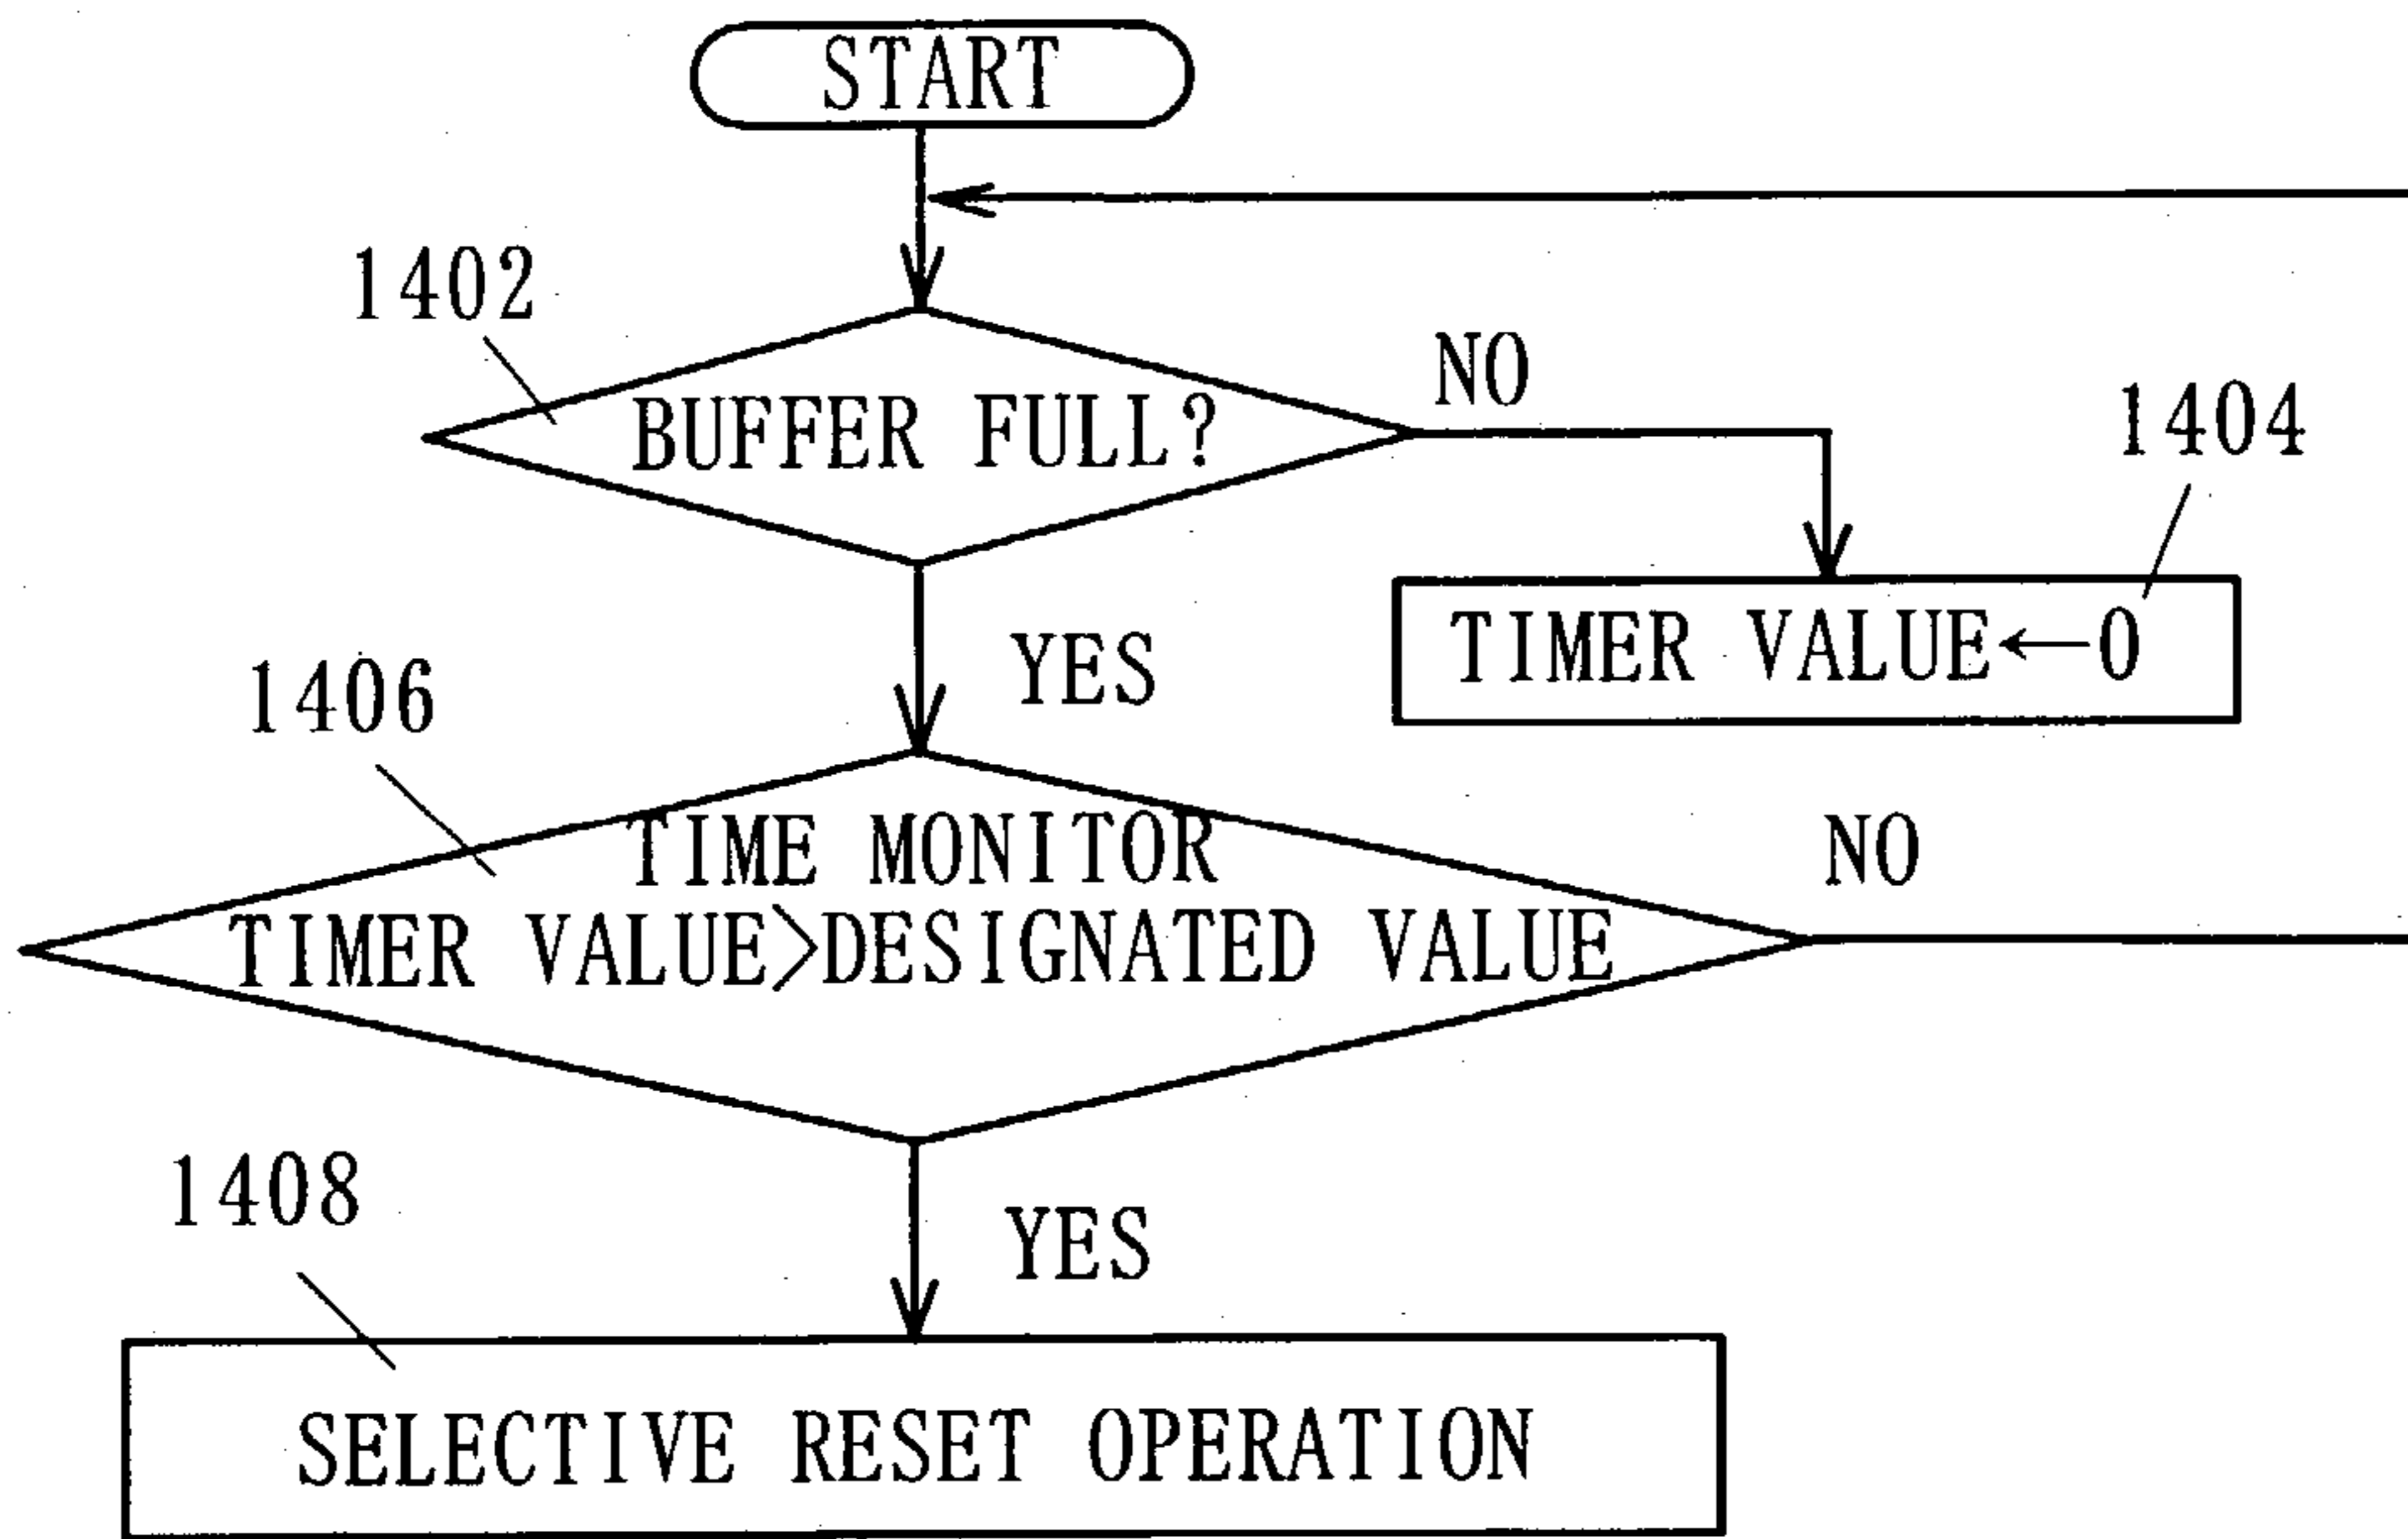 START
1402
BUFFER FULL?
NO
1404
YES
TIMER VALUE←0
1406
TIME MONITOR
NO
TIMER VALUE>DESIGNATED VALUE
1408
YES
SELECTIVE RESET OPERATION